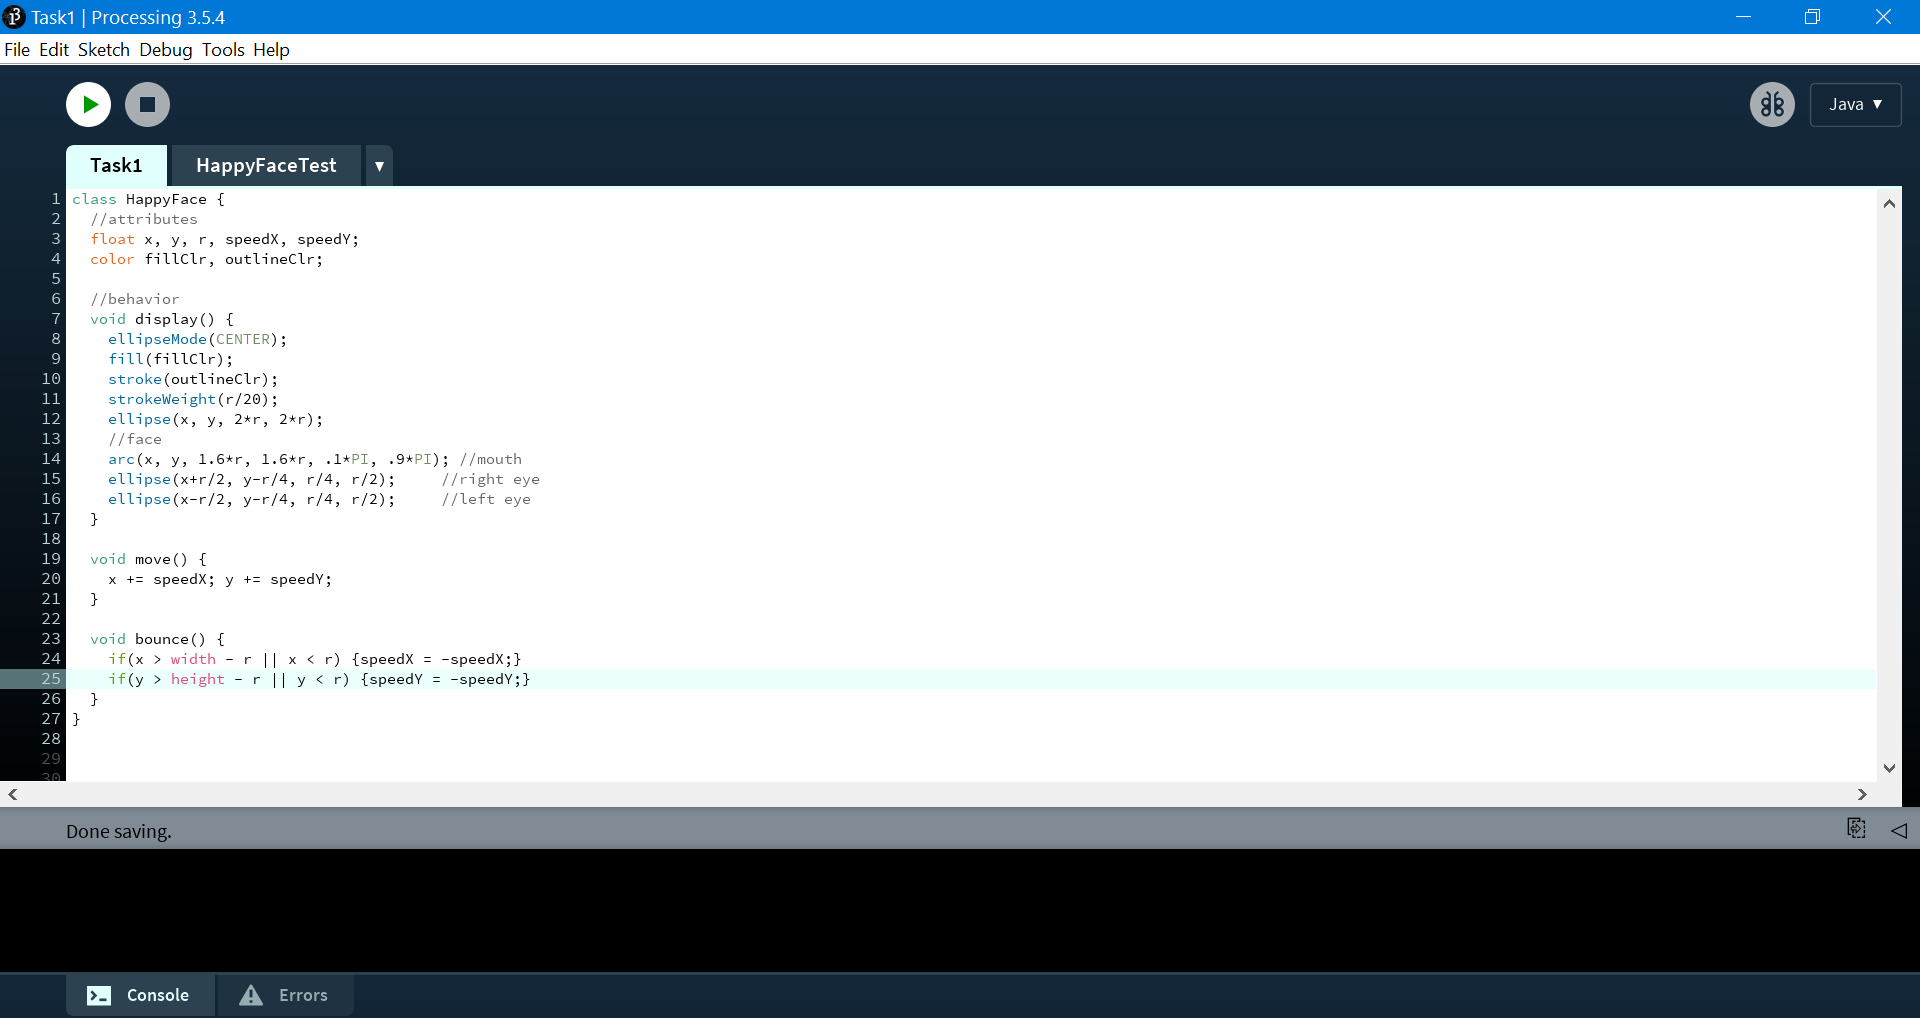 Task1 | Processing 3.5.4
File Edit Sketch Debug Tools Help
Java ▼
Task1 HappyFaceTest ▼
1 class HappyFace {
2 //attributes
3 float x, y, r, speedX, speedY;
4 color fillClr, outlineClr;
5
6 //behavior
7 void display() {
8 ellipseMode(CENTER);
9 fill(fillClr);
10 stroke(outlineClr);
11 strokeWeight(r/20);
12 ellipse(x, y, 2*r, 2*r);
13 //face
14 arc(x, y, 1.6*r, 1.6*r, .1*PI, .9*PI); //mouth
15 ellipse(x+r/2, y-r/4, r/4, r/2); //right eye
16 ellipse(x-r/2, y-r/4, r/4, r/2); //left eye
17 }
18
19 void move() {
20 x += speedX; y += speedY;
21 }
22
23 void bounce() {
24 if(x > width - r || x < r) {speedX = -speedX;}
25 if(y > height - r || y < r) {speedY = -speedY;}
26 }
27 }
28
29
30
Done saving.
Console Errors